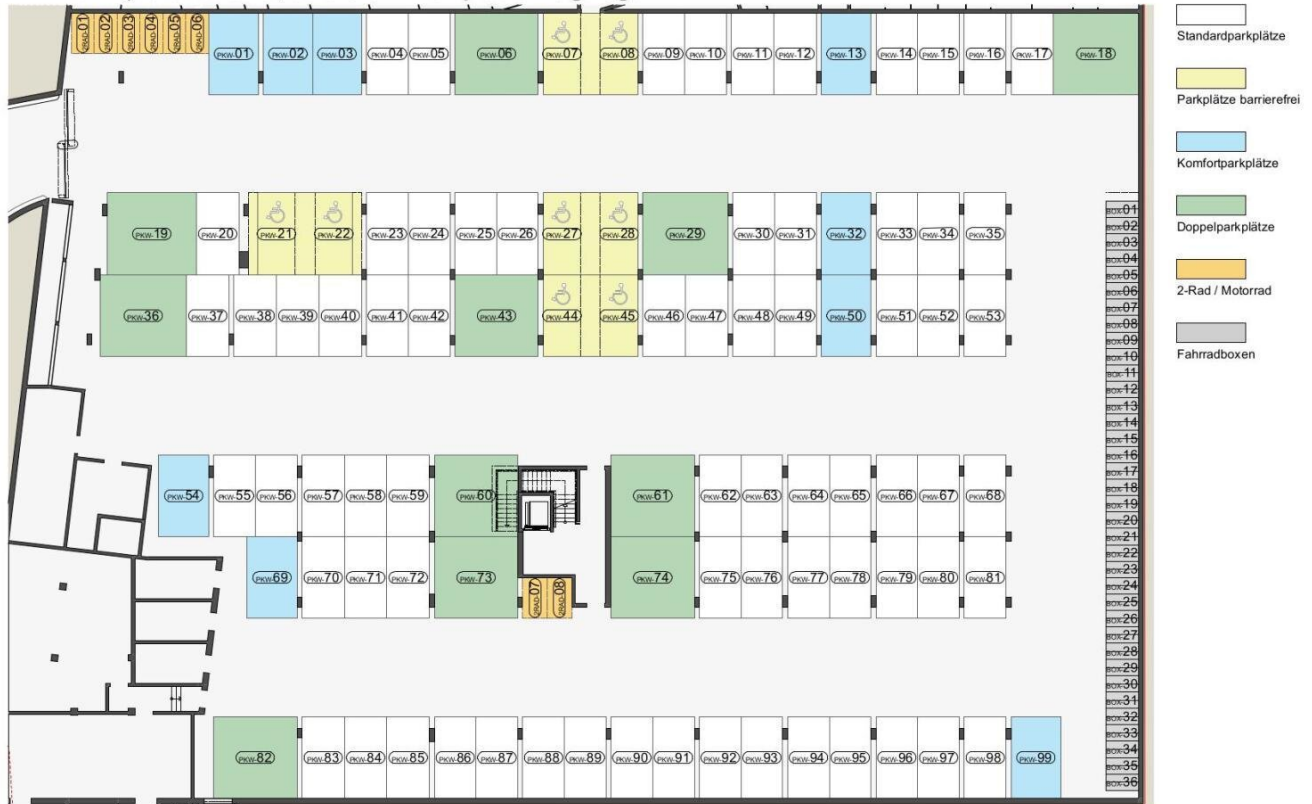 2RAD-01 2RAD-02 2RAD-03 2RAD-04 2RAD-05 2RAD-06
PKW-01 PKW-02 PKW-03 PKW-04 PKW-05 PKW-06 PKW-07 PKW-08 PKW-09 PKW-10 PKW-11 PKW-12 PKW-13 PKW-14 PKW-15 PKW-16 PKW-17 PKW-18
PKW-19 PKW-20 PKW-21 PKW-22 PKW-23 PKW-24 PKW-25 PKW-26 PKW-27 PKW-28 PKW-29 PKW-30 PKW-31 PKW-32 PKW-33 PKW-34 PKW-35
PKW-36 PKW-37 PKW-38 PKW-39 PKW-40 PKW-41 PKW-42 PKW-43 PKW-44 PKW-45 PKW-46 PKW-47 PKW-48 PKW-49 PKW-50 PKW-51 PKW-52 PKW-53
PKW-54 PKW-55 PKW-56 PKW-57 PKW-58 PKW-59 PKW-60 PKW-61 PKW-62 PKW-63 PKW-64 PKW-65 PKW-66 PKW-67 PKW-68
PKW-69 PKW-70 PKW-71 PKW-72 PKW-73 PKW-74 PKW-75 PKW-76 PKW-77 PKW-78 PKW-79 PKW-80 PKW-81
2RAD-07 2RAD-08
PKW-82 PKW-83 PKW-84 PKW-85 PKW-86 PKW-87 PKW-88 PKW-89 PKW-90 PKW-91 PKW-92 PKW-93 PKW-94 PKW-95 PKW-96 PKW-97 PKW-98 PKW-99
BOX-01
BOX-02
BOX-03
BOX-04
BOX-05
BOX-06
BOX-07
BOX-08
BOX-09
BOX-10
BOX-11
BOX-12
BOX-13
BOX-14
BOX-15
BOX-16
BOX-17
BOX-18
BOX-19
BOX-20
BOX-21
BOX-22
BOX-23
BOX-24
BOX-25
BOX-26
BOX-27
BOX-28
BOX-29
BOX-30
BOX-31
BOX-32
BOX-33
BOX-34
BOX-35
BOX-36
Standardparkplätze
Parkplätze barrierefrei
Komfortparkplätze
Doppelparkplätze
2-Rad / Motorrad
Fahrradboxen